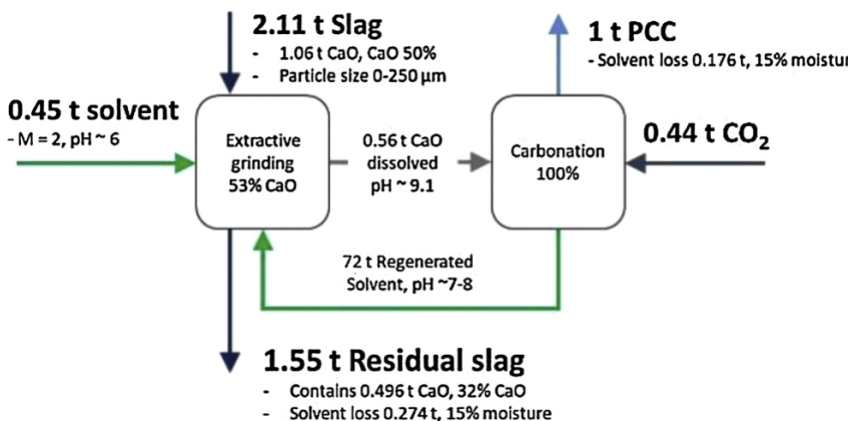 2.11 t Slag
- 1.06 t CaO, CaO 50%
- Particle size 0-250 µm
1 t PCC
- Solvent loss 0.176 t, 15% moistur
0.45 t solvent
- M = 2, pH ~ 6
Extractive
grinding
53% CaO
0.56 t CaO
dissolved
pH ~ 9.1
Carbonation
100%
0.44 t CO₂
72 t Regenerated
Solvent, pH ~7-8
1.55 t Residual slag
- Contains 0.496 t CaO, 32% CaO
- Solvent loss 0.274 t, 15% moisture